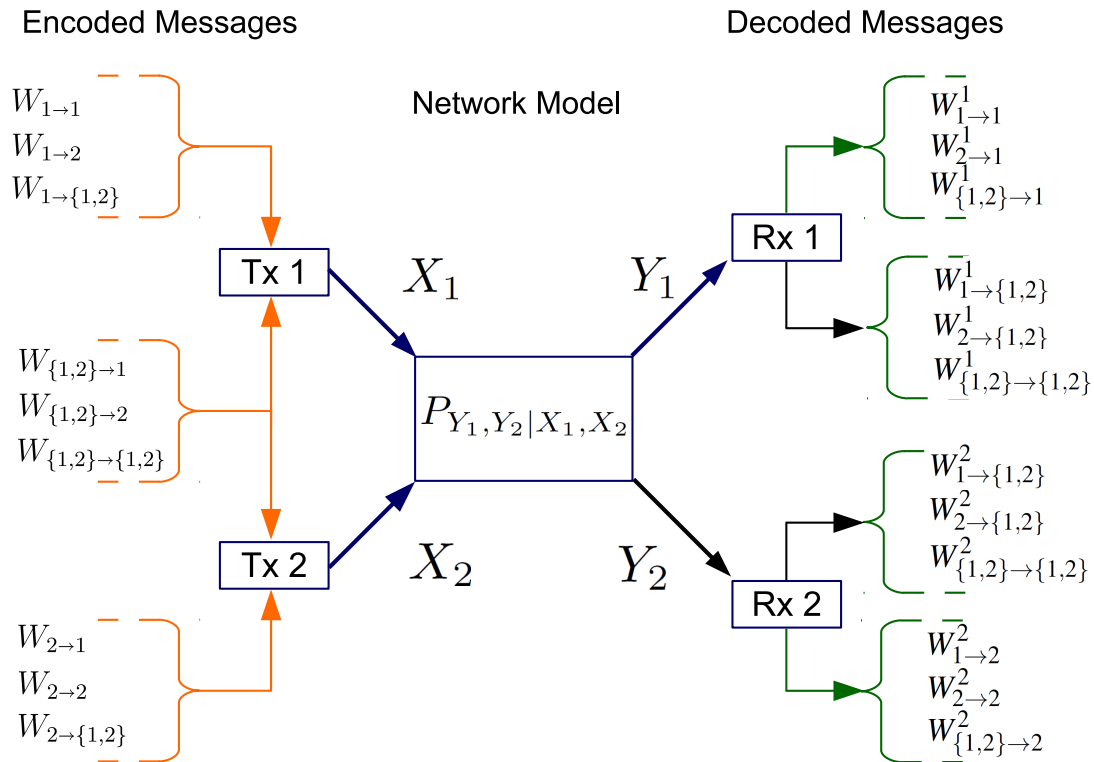 Encoded Messages
Decoded Messages
Network Model
W_{1→1}
W_{1→2}
W_{1→{1,2}}
Tx 1
W_{{1,2}→1}
W_{{1,2}→2}
W_{{1,2}→{1,2}}
Tx 2
W_{2→1}
W_{2→2}
W_{2→{1,2}}
X_1
X_2
P_{Y_1,Y_2|X_1,X_2}
Y_1
Y_2
Rx 1
W^1_{1→1}
W^1_{2→1}
W^1_{{1,2}→1}
W^1_{1→{1,2}}
W^1_{2→{1,2}}
W^1_{{1,2}→{1,2}}
Rx 2
W^2_{1→{1,2}}
W^2_{2→{1,2}}
W^2_{{1,2}→{1,2}}
W^2_{1→2}
W^2_{2→2}
W^2_{{1,2}→2}